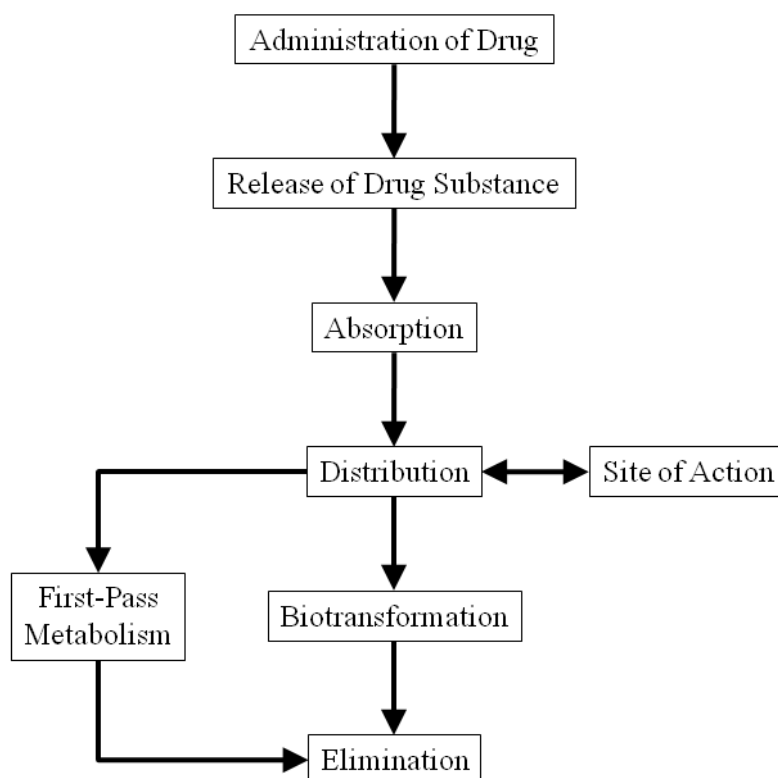 Administration of Drug
Release of Drug Substance
Absorption
Distribution
Site of Action
First-Pass
Metabolism
Biotransformation
Elimination